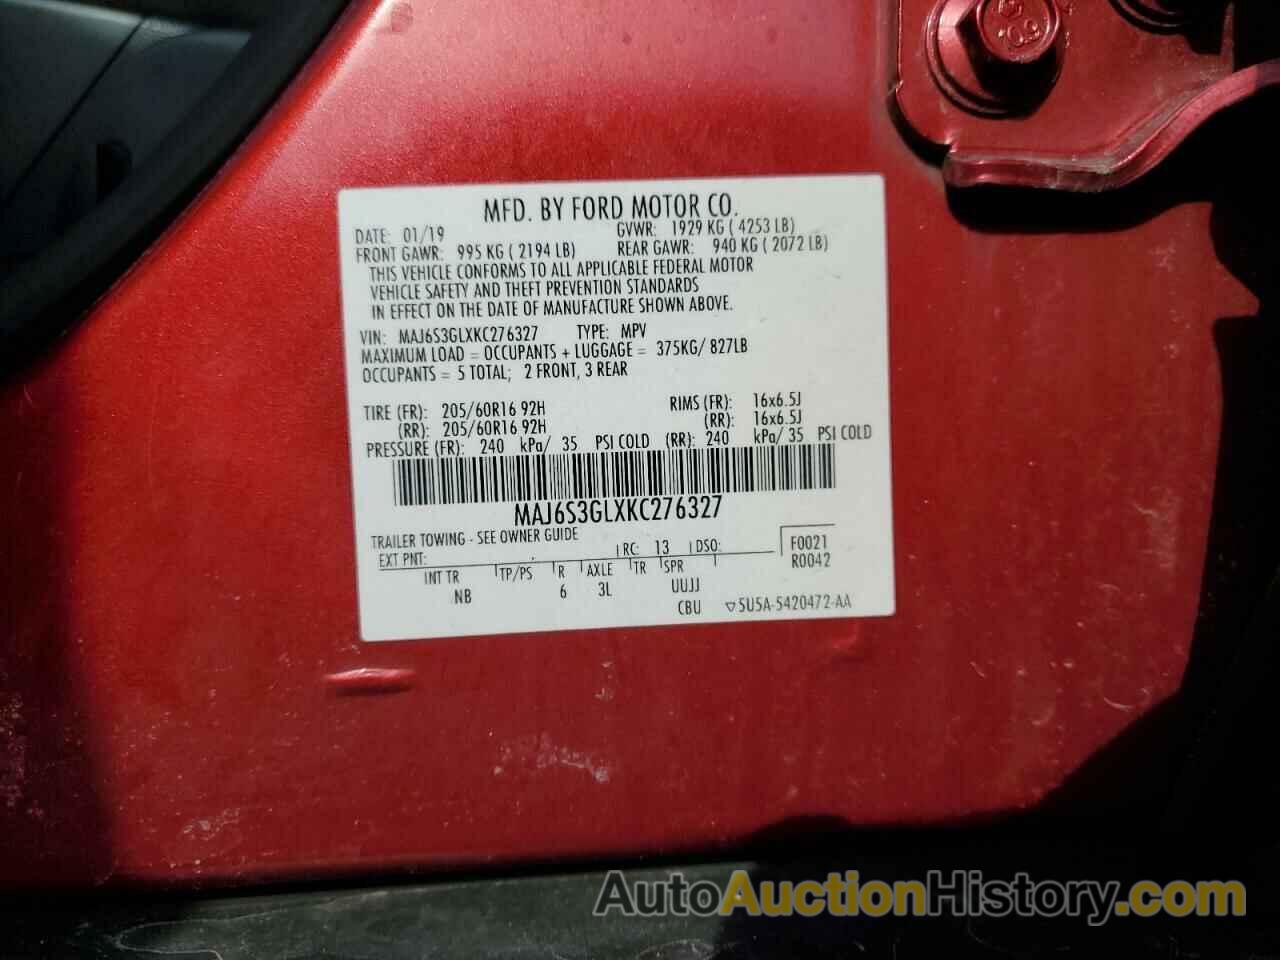 MFD. BY FORD MOTOR CO.
DATE: 01/19 GVWR: 1929 KG ( 4253 LB)
FRONT GAWR: 995 KG ( 2194 LB) REAR GAWR: 940 KG ( 2072 LB)
THIS VEHICLE CONFORMS TO ALL APPLICABLE FEDERAL MOTOR
VEHICLE SAFETY AND THEFT PREVENTION STANDARDS
IN EFFECT ON THE DATE OF MANUFACTURE SHOWN ABOVE.
VIN: MAJ6S3GLXKC276327 TYPE: MPV
MAXIMUM LOAD = OCCUPANTS + LUGGAGE = 375KG/ 827LB
OCCUPANTS = 5 TOTAL; 2 FRONT, 3 REAR
TIRE (FR): 205/60R16 92H RIMS (FR): 16x6.5J
(RR): 205/60R16 92H (RR): 16x6.5J
PRESSURE (FR): 240 kPa/ 35 PSI COLD (RR): 240 kPa/ 35 PSI COLD
MAJ6S3GLXKC276327
TRAILER TOWING - SEE OWNER GUIDE
EXT PNT: RC: 13 DSO: F0021
R0042
INT TR TP/PS R AXLE TR SPR
NB 6 3L UUJJ
CBU ▽5U5A-5420472-AA
AutoAuctionHistory.com